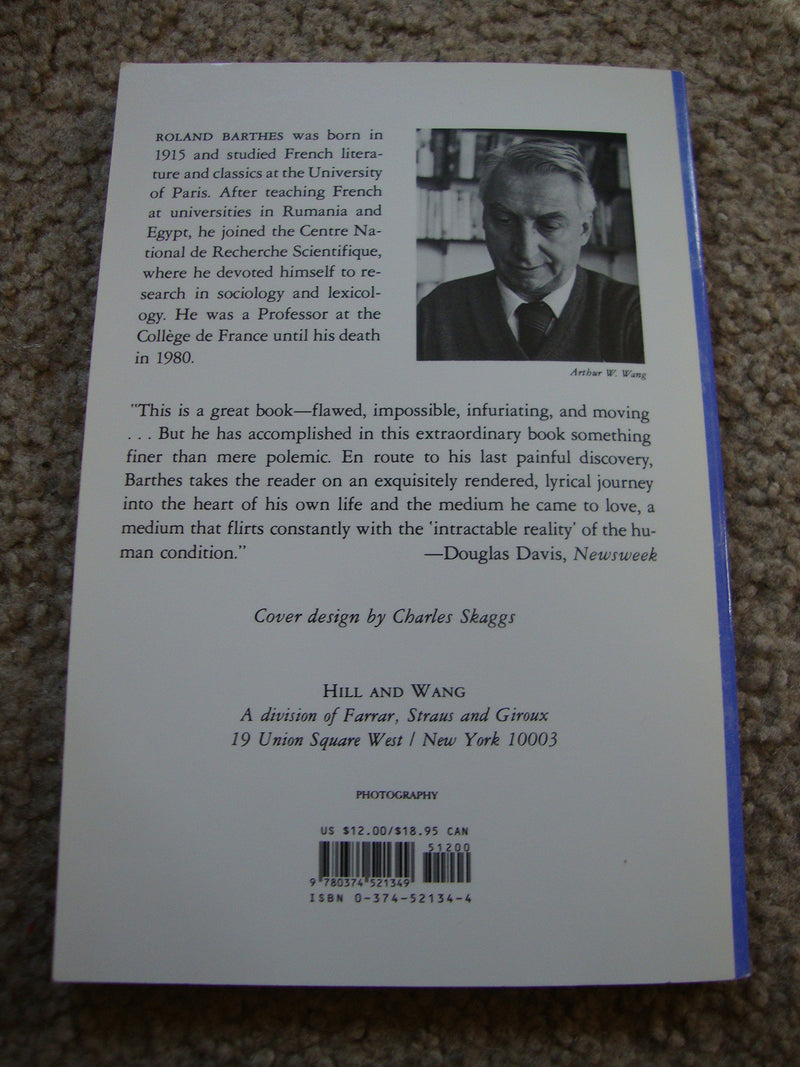 ROLAND BARTHES was born in
1915 and studied French litera-
ture and classics at the University
of Paris. After teaching French
at universities in Rumania and
Egypt, he joined the Centre Na-
tional de Recherche Scientifique,
where he devoted himself to re-
search in sociology and lexicol-
ogy. He was a Professor at the
Collège de France until his death
in 1980.
Arthur W. Wang
"This is a great book—flawed, impossible, infuriating, and moving
. . . But he has accomplished in this extraordinary book something
finer than mere polemic. En route to his last painful discovery,
Barthes takes the reader on an exquisitely rendered, lyrical journey
into the heart of his own life and the medium he came to love, a
medium that flirts constantly with the 'intractable reality' of the hu-
man condition." —Douglas Davis, Newsweek
Cover design by Charles Skaggs
HILL AND WANG
A division of Farrar, Straus and Giroux
19 Union Square West / New York 10003
PHOTOGRAPHY
US $12.00/$18.95 CAN
51200
9 780374 521349
ISBN 0-374-52134-4